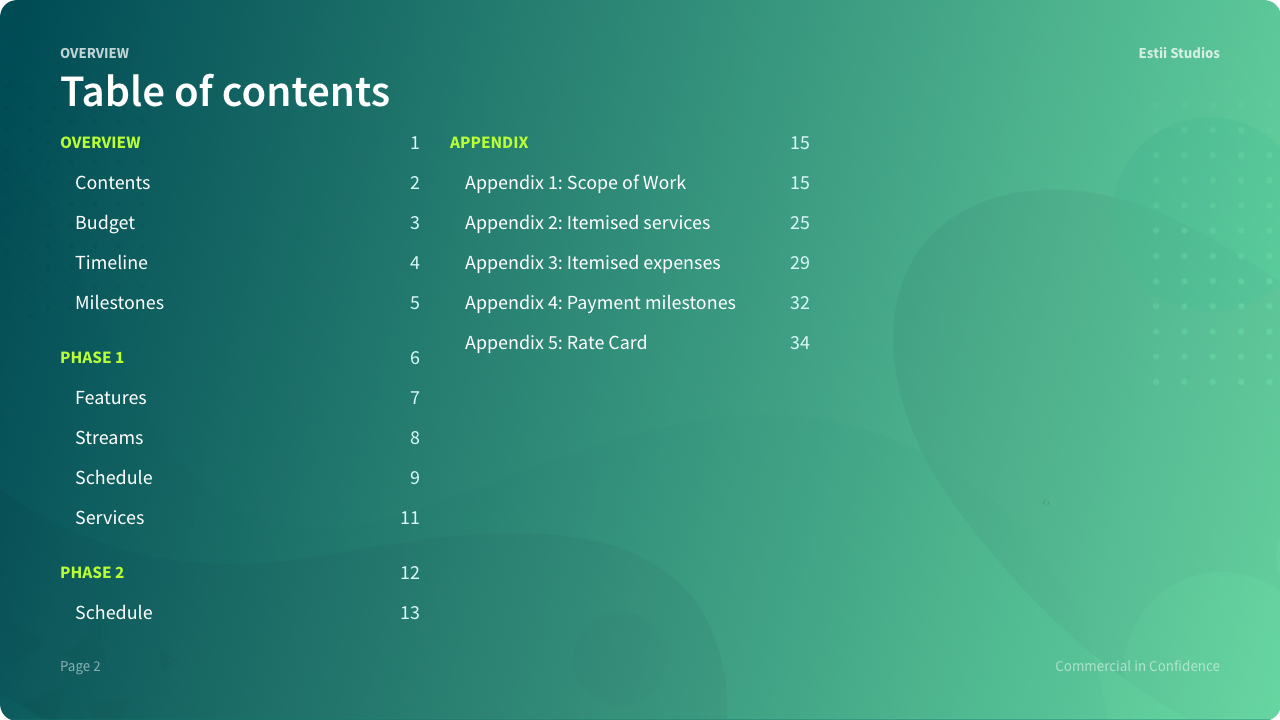 OVERVIEW
Estii Studios
Table of contents
OVERVIEW 1
Contents 2
Budget 3
Timeline 4
Milestones 5
PHASE 1 6
Features 7
Streams 8
Schedule 9
Services 11
PHASE 2 12
Schedule 13
APPENDIX 15
Appendix 1: Scope of Work 15
Appendix 2: Itemised services 25
Appendix 3: Itemised expenses 29
Appendix 4: Payment milestones 32
Appendix 5: Rate Card 34
Page 2
Commercial in Confidence